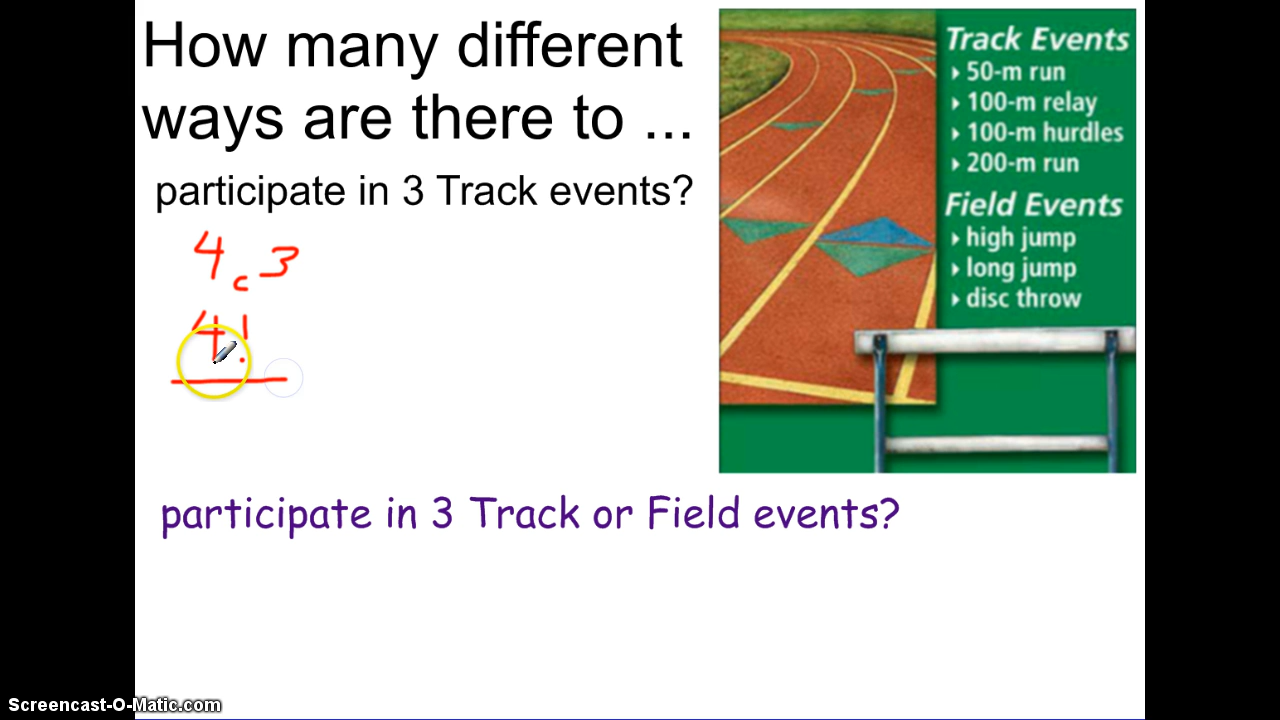 How many different
ways are there to ...
participate in 3 Track events?
4 c 3
4!
Track Events
50-m run
100-m relay
100-m hurdles
200-m run
Field Events
high jump
long jump
disc throw
participate in 3 Track or Field events?
Screencast-O-Matic.com